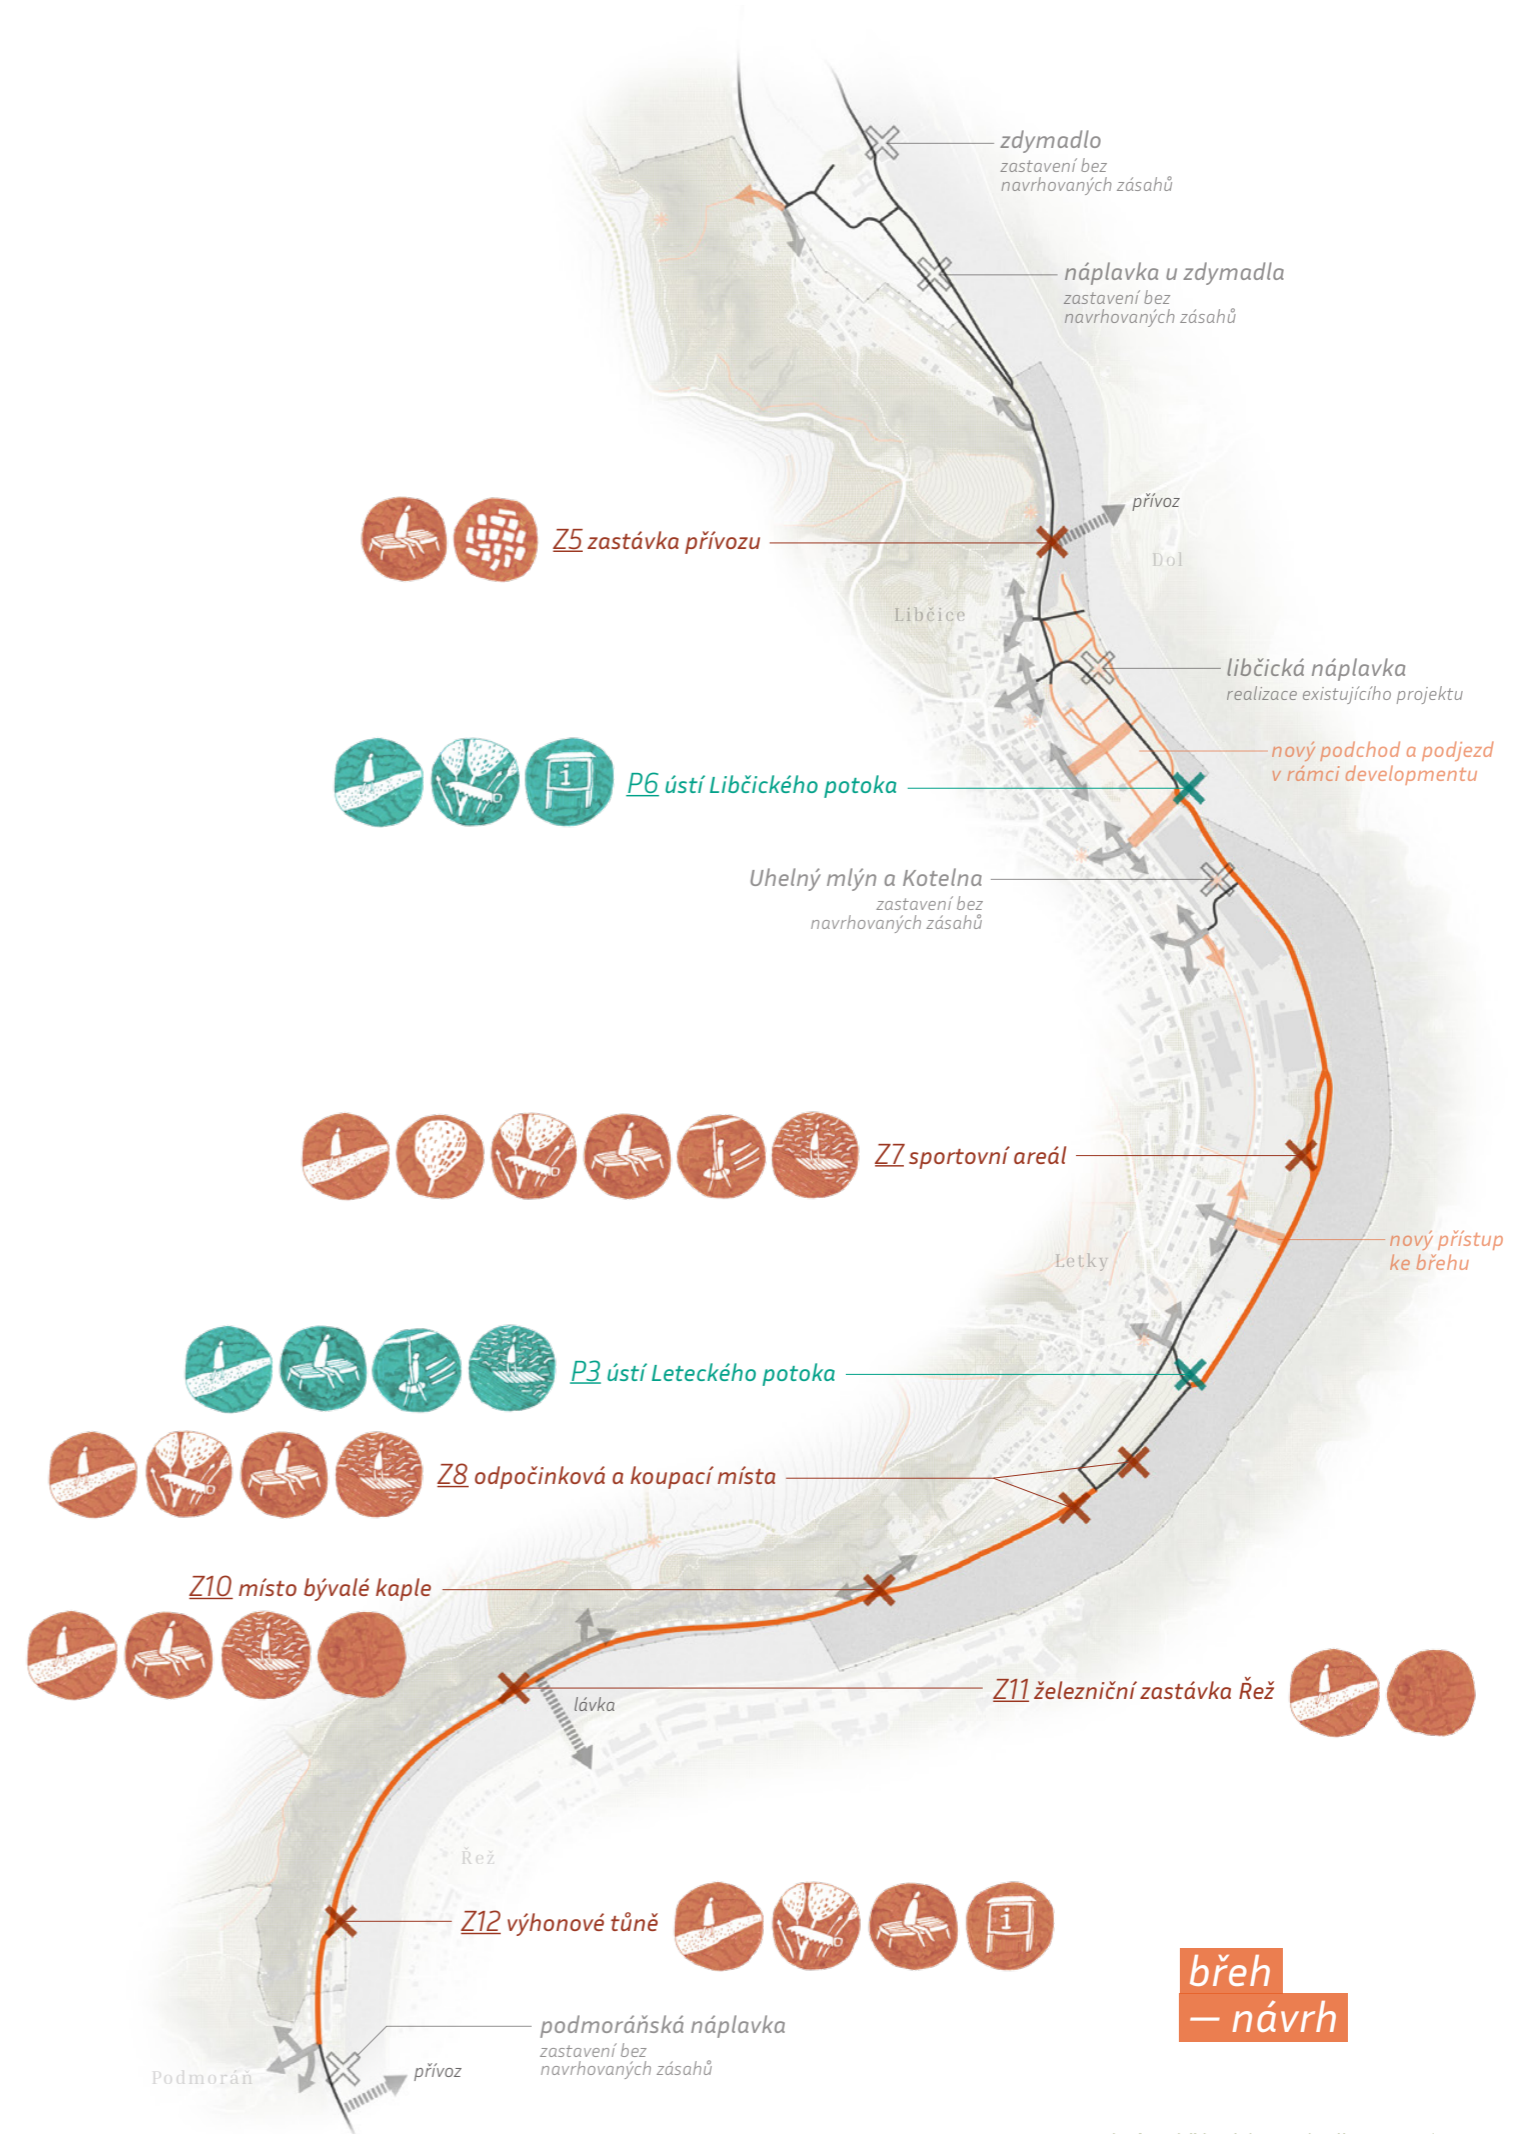 zdymadlo
zastavení bez
navrhovaných zásahů
náplavka u zdymadla
zastavení bez
navrhovaných zásahů
přívoz
Z5 zastávka přívozu
Dol
Libčice
libčická náplavka
realizace existujícího projektu
nový podchod a podjezd
v rámci developmentu
i
P6 ústí Libčického potoka
Uhelný mlýn a Kotelna
zastavení bez
navrhovaných zásahů
Z7 sportovní areál
nový přístup
ke břehu
Letky
P3 ústí Leteckého potoka
Z8 odpočinková a koupací místa
Z10 místo bývalé kaple
Z11 železniční zastávka Řež
lávka
Řež
Z12 výhonové tůně
i
břeh
— návrh
podmoráňská náplavka
zastavení bez
navrhovaných zásahů
přívoz
Podmoráň